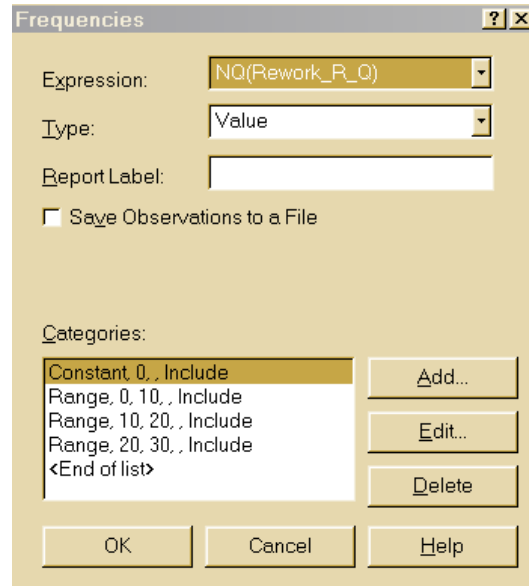 Frequencies
Expression: NQ(Rework_R_Q)
Type: Value
Report Label:
Save Observations to a File
Categories:
Constant, 0, , Include
Range, 0, 10, , Include
Range, 10, 20, , Include
Range, 20, 30, , Include
<End of list>
Add...
Edit...
Delete
OK Cancel Help